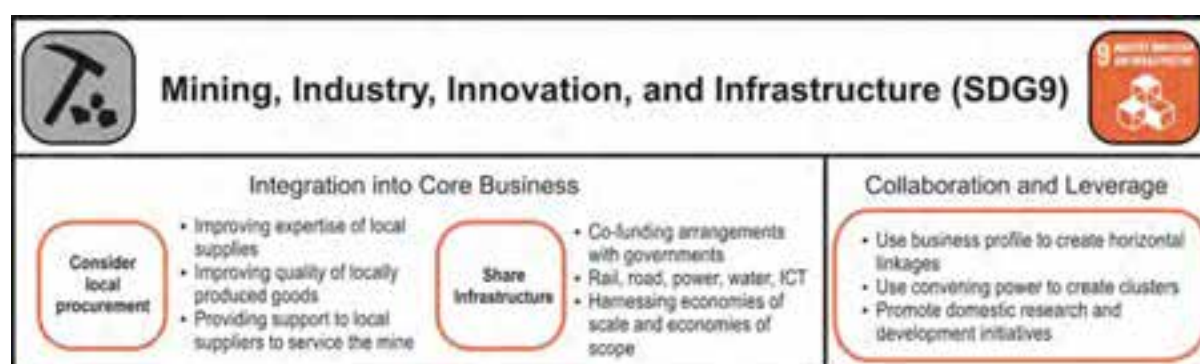 Mining, Industry, Innovation, and Infrastructure (SDG9)
9 INDUSTRY, INNOVATION
AND INFRASTRUCTURE
Integration into Core Business
Consider
local
procurement
• Improving expertise of local
supplies
• Improving quality of locally
produced goods
• Providing support to local
suppliers to service the mine
Share
Infrastructure
• Co-funding arrangements
with governments
• Rail, road, power, water, ICT
• Harnessing economies of
scale and economies of
scope
Collaboration and Leverage
• Use business profile to create horizontal
linkages
• Use convening power to create clusters
• Promote domestic research and
development initiatives